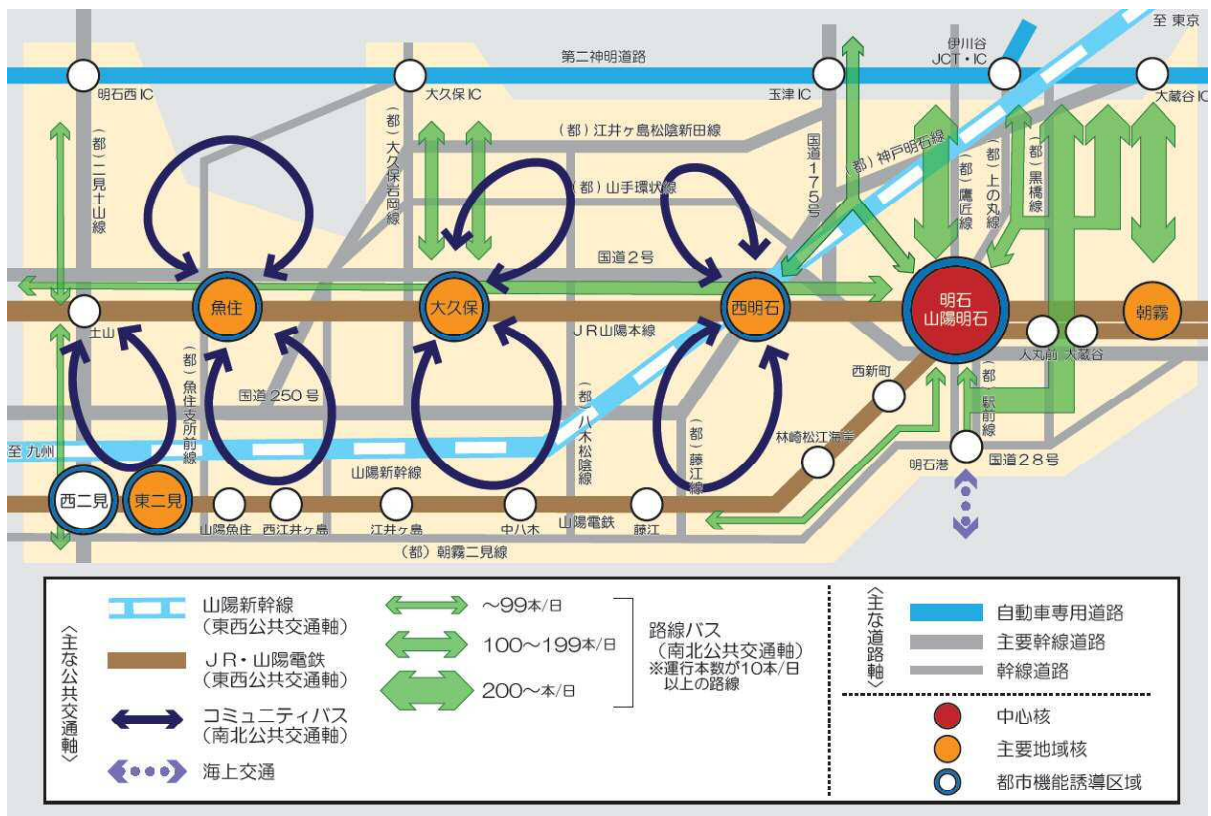 至 東京
第二神明道路
伊川谷
JCT・IC
明石西IC
大久保IC
玉津IC
大蔵谷IC
(都)二見土山線
(都)大久保岩岡線
(都)江井ヶ島松陰新田線
(都)山手環状線
国道175号
(都)神戸明石線
(都)鷹匠線
(都)上の丸線
(都)黒橋線
国道2号
魚住
大久保
西明石
明石
山陽明石
朝霧
土山
JR山陽本線
人丸前
大蔵谷
(都)魚住支所前線
国道250号
西新町
(都)駅前線
至 九州
山陽新幹線
(都)八木松陰線
(都)藤江線
林崎松江海岸
明石港
国道28号
西二見
東二見
山陽魚住
西江井ヶ島
江井ヶ島
中八木
山陽電鉄
藤江
(都)朝霧二見線
〈主な公共交通軸〉
山陽新幹線
(東西公共交通軸)
JR・山陽電鉄
(東西公共交通軸)
コミュニティバス
(南北公共交通軸)
海上交通
～99本/日
100～199本/日
200～本/日
路線バス
(南北公共交通軸)
※運行本数が10本/日
以上の路線
〈主な道路軸〉
自動車専用道路
主要幹線道路
幹線道路
中心核
主要地域核
都市機能誘導区域